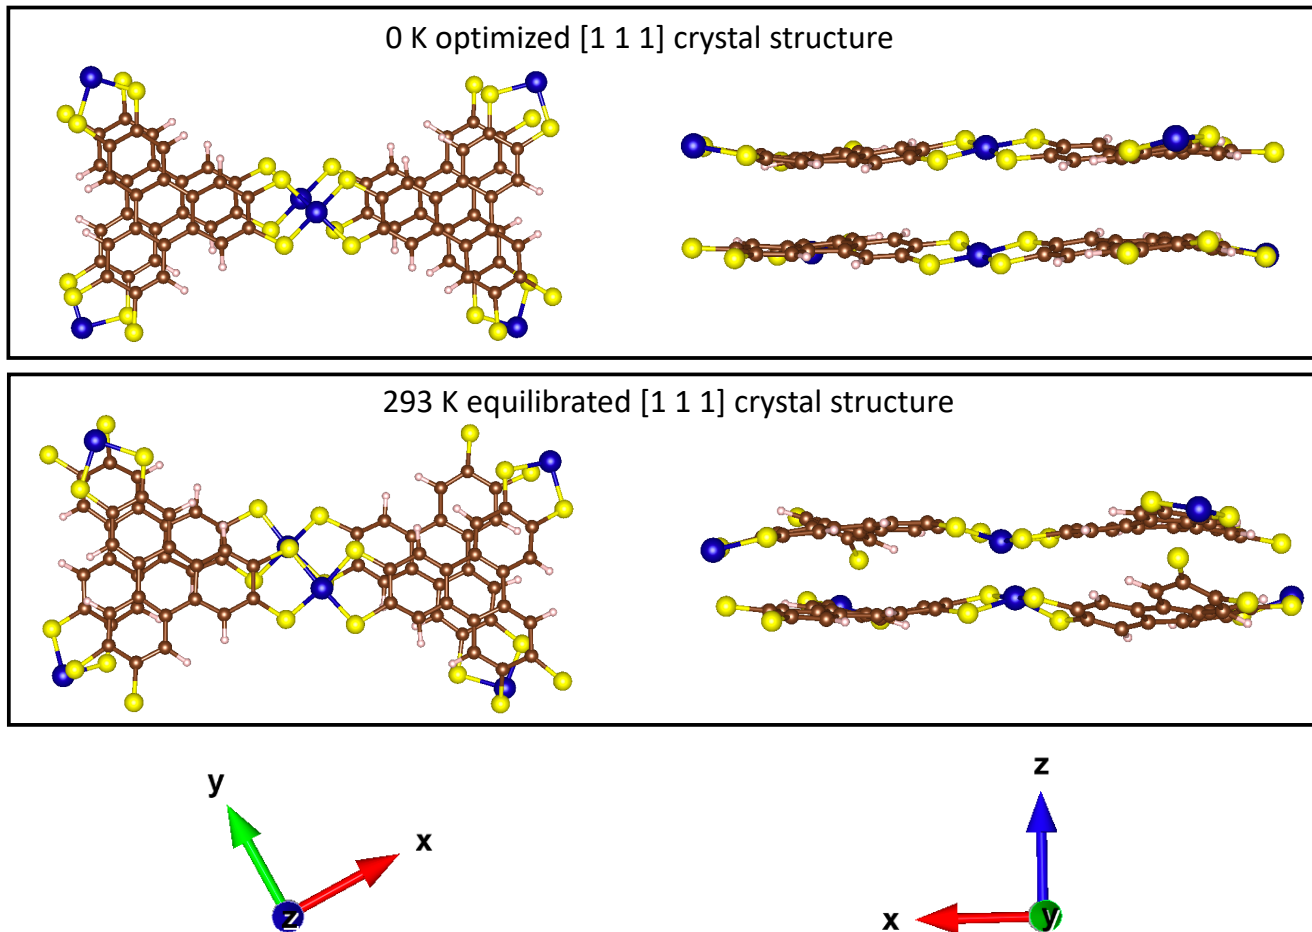 0 K optimized [1 1 1] crystal structure
293 K equilibrated [1 1 1] crystal structure
y
x
z
z
x
y